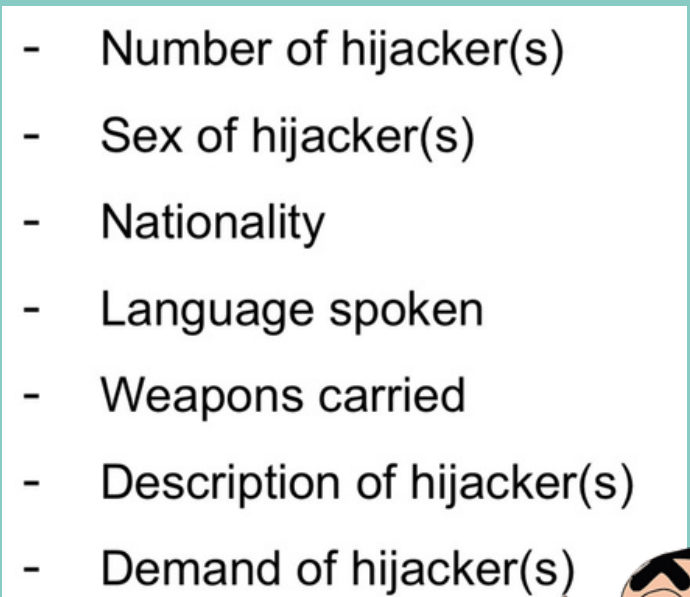 - Number of hijacker(s)
- Sex of hijacker(s)
- Nationality
- Language spoken
- Weapons carried
- Description of hijacker(s)
- Demand of hijacker(s)